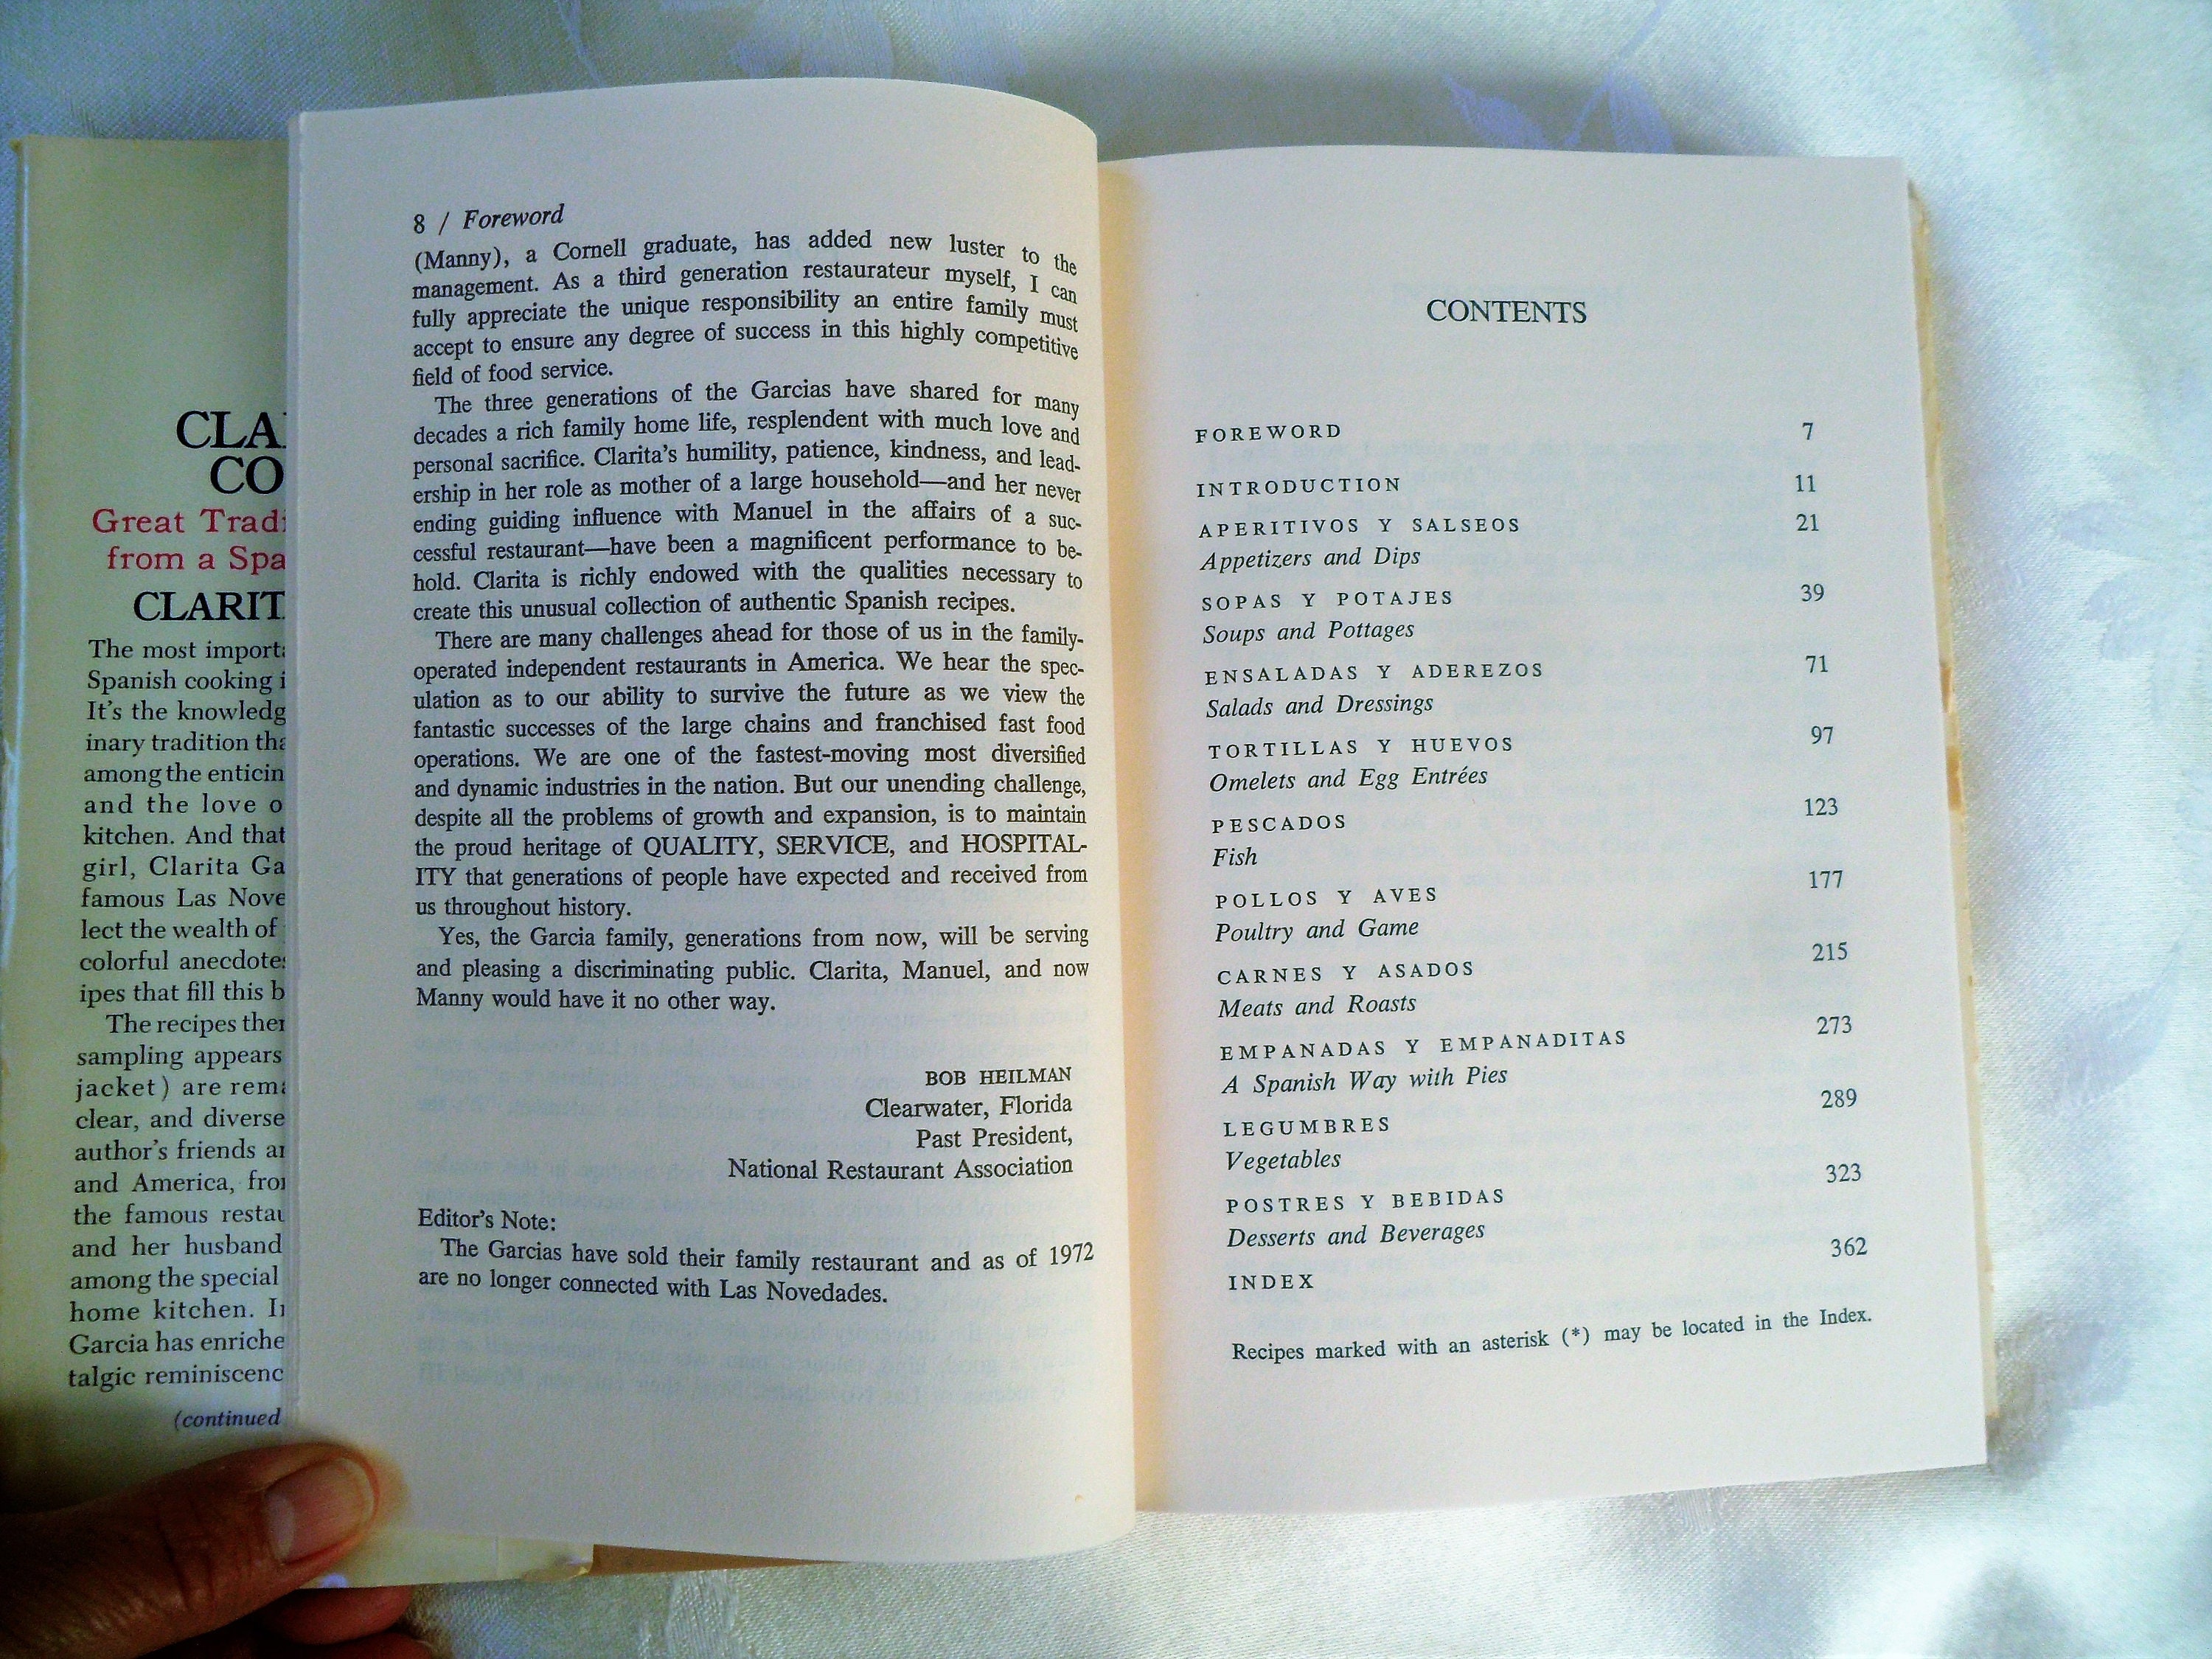 CLA
CO
Great Trad
from a Spa
CLARIT
The most import
Spanish cooking i
It's the knowledg
inary tradition tha
among the enticin
and the love o
kitchen. And that
girl, Clarita Ga
famous Las Nove
lect the wealth of
colorful anecdote
ipes that fill this b
The recipes the
sampling appears
jacket) are rem
clear, and diverse
author's friends a
and America, fro
the famous restau
and her husband
among the special
home kitchen. I
Garcia has enriche
talgic reminiscenc
(continued
8 / Foreword
(Manny), a Cornell graduate, has added new luster to the
management. As a third generation restaurateur myself, I can
fully appreciate the unique responsibility an entire family must
accept to ensure any degree of success in this highly competitive
field of food service.
The three generations of the Garcias have shared for many
decades a rich family home life, resplendent with much love and
personal sacrifice. Clarita's humility, patience, kindness, and lead-
ership in her role as mother of a large household—and her never
ending guiding influence with Manuel in the affairs of a suc-
cessful restaurant—have been a magnificent performance to be-
hold. Clarita is richly endowed with the qualities necessary to
create this unusual collection of authentic Spanish recipes.
There are many challenges ahead for those of us in the family-
operated independent restaurants in America. We hear the spec-
ulation as to our ability to survive the future as we view the
fantastic successes of the large chains and franchised fast food
operations. We are one of the fastest-moving most diversified
and dynamic industries in the nation. But our unending challenge,
despite all the problems of growth and expansion, is to maintain
the proud heritage of QUALITY, SERVICE, and HOSPITAL-
ITY that generations of people have expected and received from
us throughout history.
Yes, the Garcia family, generations from now, will be serving
and pleasing a discriminating public. Clarita, Manuel, and now
Manny would have it no other way.
BOB HEILMAN
Clearwater, Florida
Past President,
National Restaurant Association
Editor's Note:
The Garcias have sold their family restaurant and as of 1972
are no longer connected with Las Novedades.
CONTENTS
FOREWORD 7
INTRODUCTION 11
APERITIVOS Y SALSEOS 21
Appetizers and Dips
SOPAS Y POTAJES 39
Soups and Pottages
ENSALADAS Y ADEREZOS 71
Salads and Dressings
TORTILLAS Y HUEVOS 97
Omelets and Egg Entrées
PESCADOS 123
Fish
POLLOS Y AVES 177
Poultry and Game
CARNES Y ASADOS 215
Meats and Roasts
EMPANADAS Y EMPANADITAS 273
A Spanish Way with Pies
LEGUMBRES 289
Vegetables
POSTRES Y BEBIDAS 323
Desserts and Beverages
INDEX 362
Recipes marked with an asterisk (*) may be located in the Index.